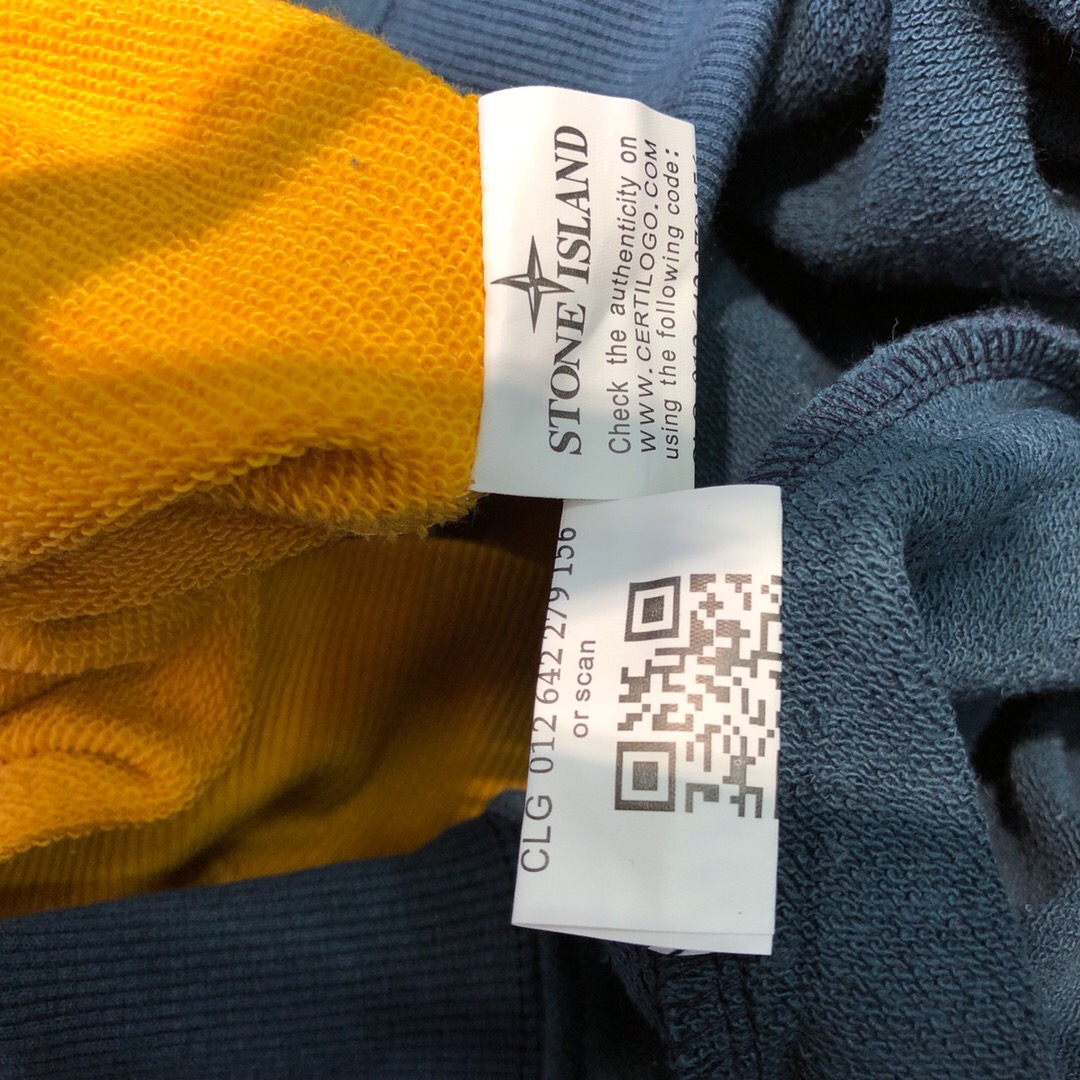 STONE ISLAND
Check the authenticity on
WWW.CERTILOGO.COM
using the following code:
CLG 012 642 279 156
or scan